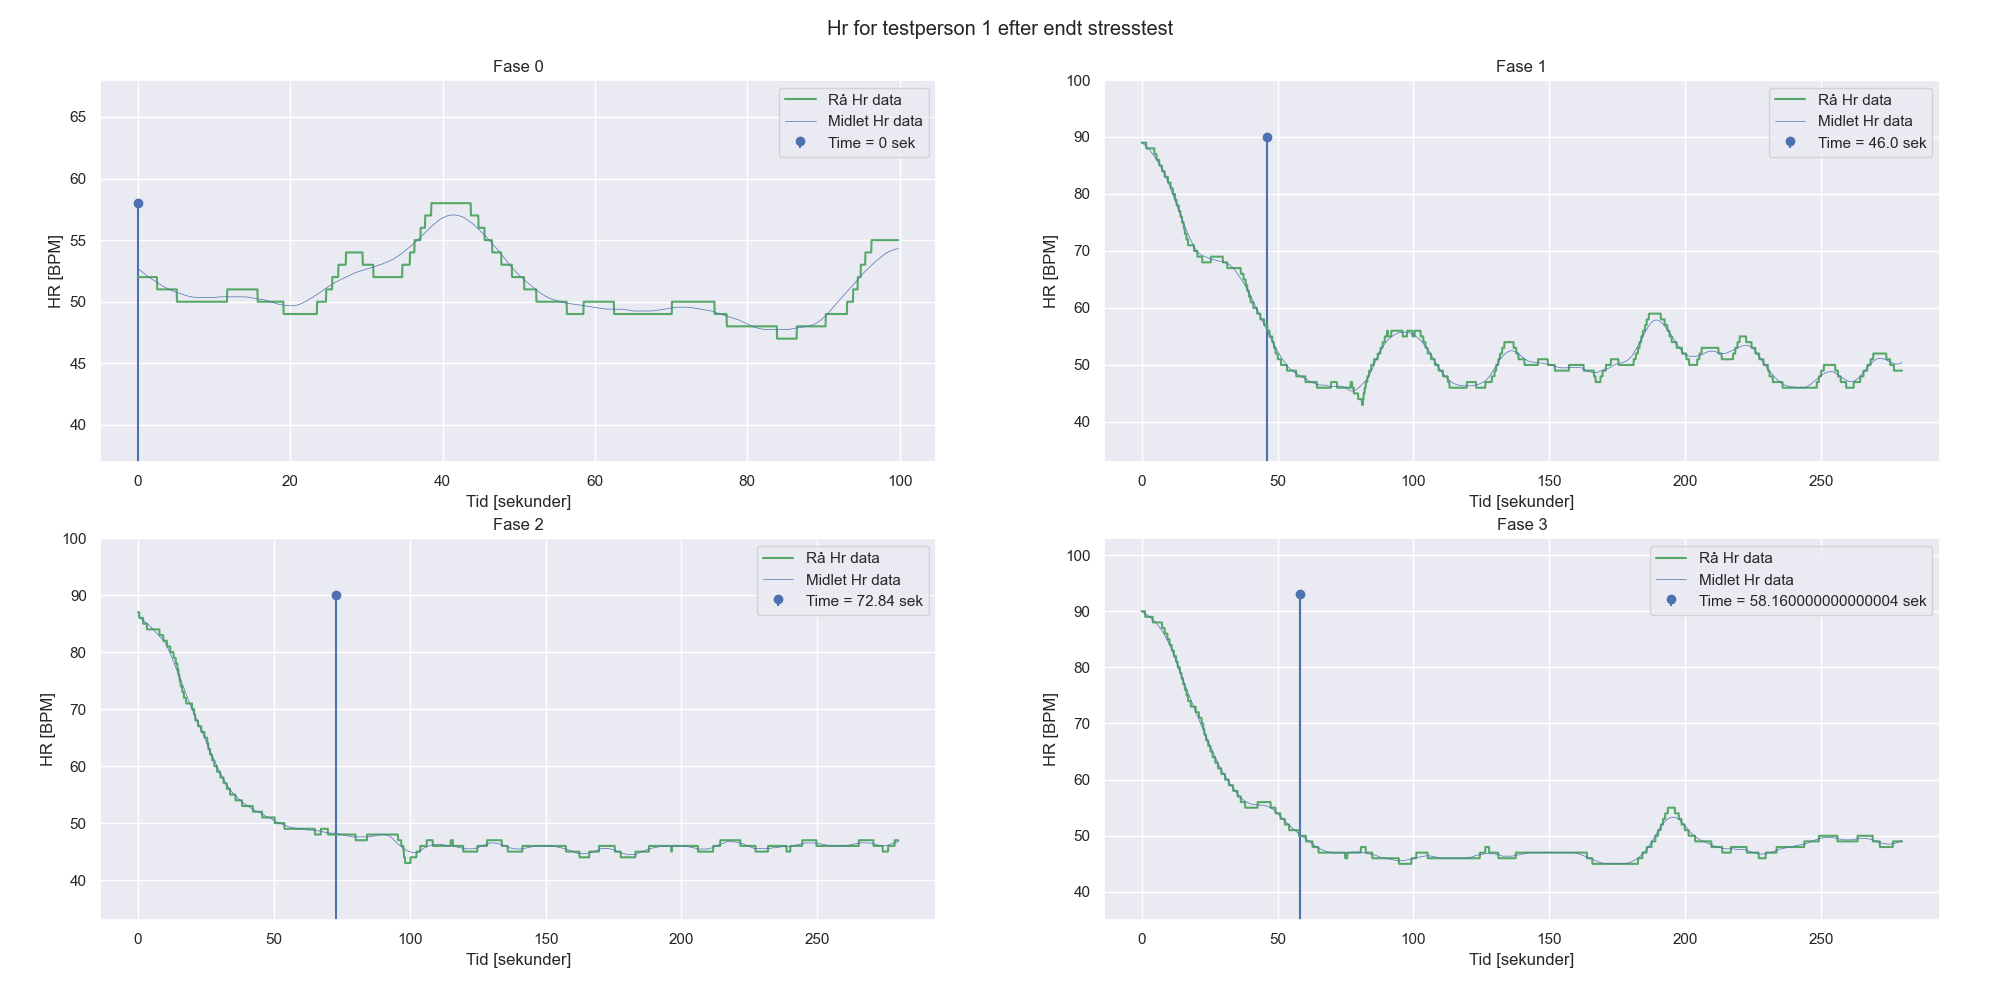 Hr for testperson 1 efter endt stresstest
Fase 0
HR [BPM]
65
60
55
50
45
40
Rå Hr data
Midlet Hr data
Time = 0 sek
0 20 40 60 80 100
Tid [sekunder]
Fase 1
HR [BPM]
100
90
80
70
60
50
40
Rå Hr data
Midlet Hr data
Time = 46.0 sek
0 50 100 150 200 250
Tid [sekunder]
Fase 2
HR [BPM]
100
90
80
70
60
50
40
Rå Hr data
Midlet Hr data
Time = 72.84 sek
0 50 100 150 200 250
Tid [sekunder]
Fase 3
HR [BPM]
100
90
80
70
60
50
40
Rå Hr data
Midlet Hr data
Time = 58.160000000000004 sek
0 50 100 150 200 250
Tid [sekunder]